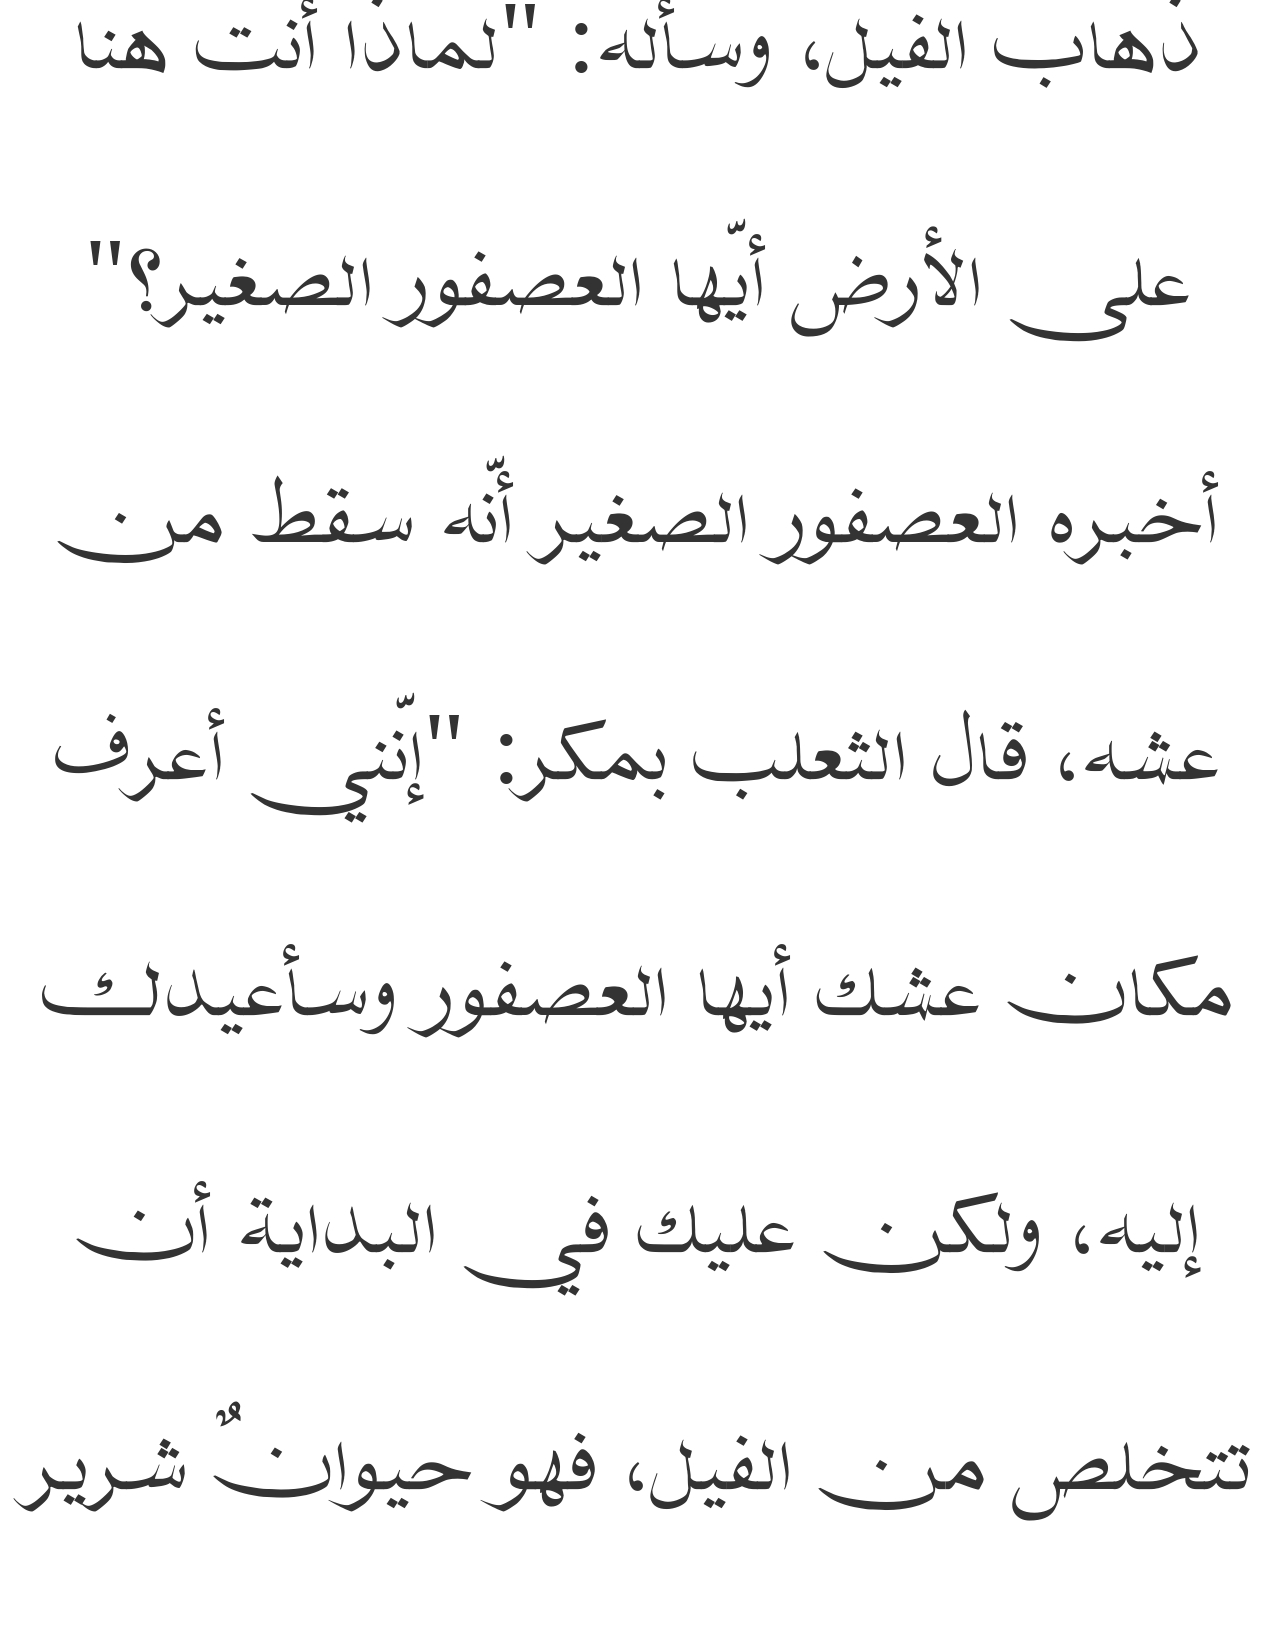 ذهاب الفيل، وسأله: "لماذا أنت هنا
على الأرض أيّها العصفور الصغير؟"
أخبره العصفور الصغير أنّه سقط من
عشه، قال الثعلب بمكر: "إنّني أعرف
مكان عشك أيها العصفور وسأعيدلك
إليه، ولكن عليك في البداية أن
تتخلص من الفيل، فهو حيوانٌ شرير